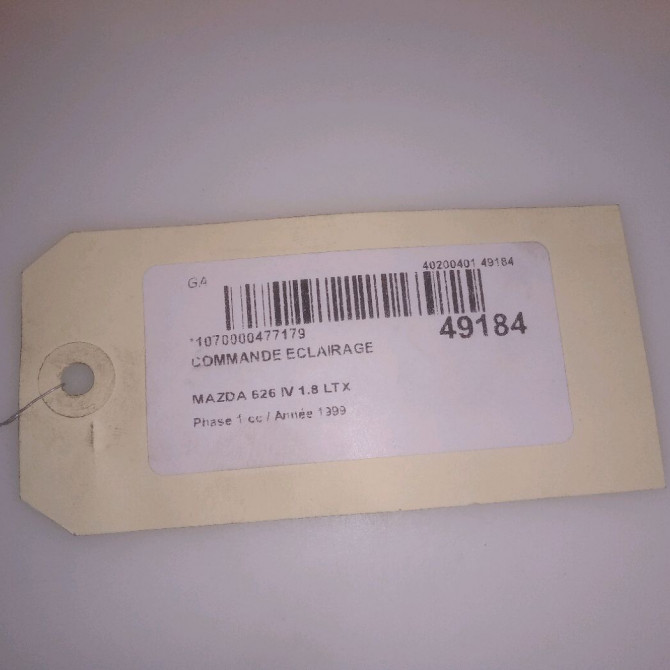 GA
40200401 49184
*1070000477179
49184
COMMANDE ECLAIRAGE
MAZDA 626 IV 1.8 LTX
Phase 1 cc / Année 1999